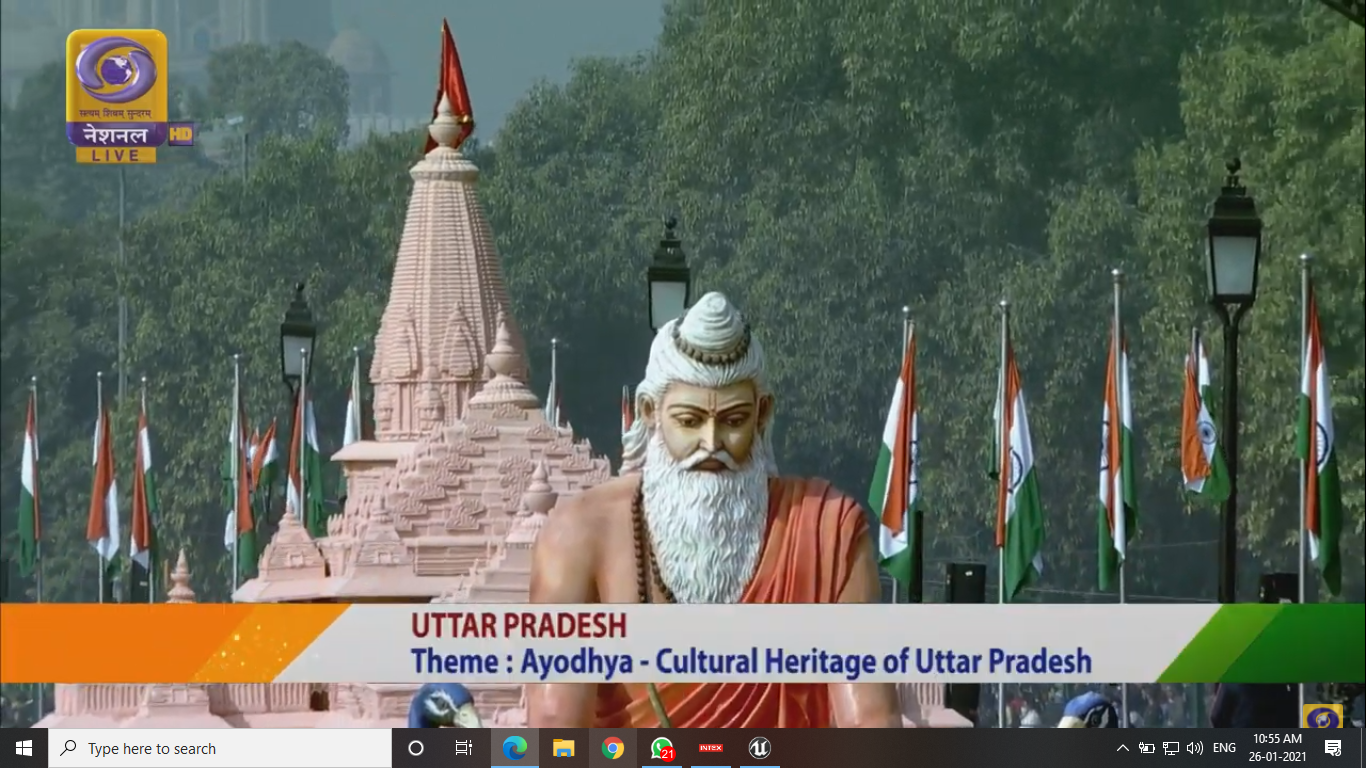 सत्यम् शिवम् सुन्दरम्
नेशनल HD
LIVE
UTTAR PRADESH
Theme : Ayodhya - Cultural Heritage of Uttar Pradesh
Type here to search
21
INTEX
ENG
10:55 AM
26-01-2021